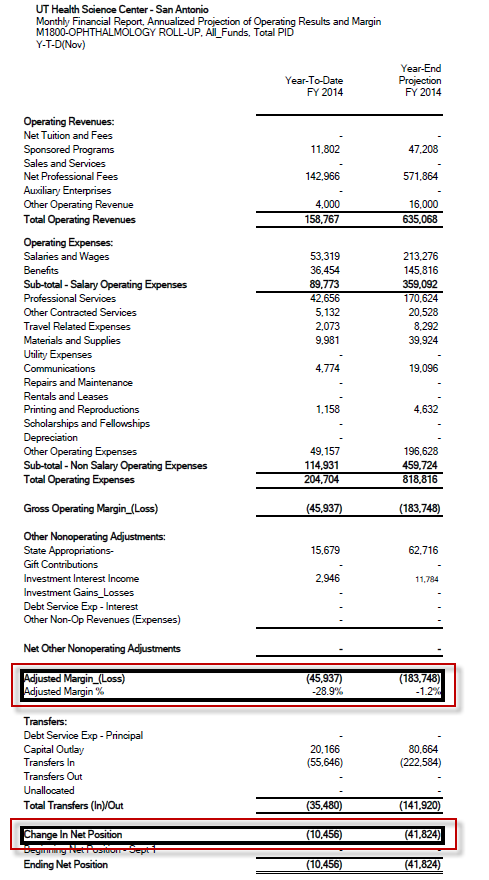 UT Health Science Center - San Antonio
Monthly Financial Report, Annualized Projection of Operating Results and Margin
M1800-OPHTHALMOLOGY ROLL-UP, All_Funds, Total PID
Y-T-D(Nov)
Year-To-Date FY 2014
Year-End Projection FY 2014
Operating Revenues:
Net Tuition and Fees - -
Sponsored Programs 11,802 47,208
Sales and Services - -
Net Professional Fees 142,966 571,864
Auxiliary Enterprises - -
Other Operating Revenue 4,000 16,000
Total Operating Revenues 158,767 635,068
Operating Expenses:
Salaries and Wages 53,319 213,276
Benefits 36,454 145,816
Sub-total - Salary Operating Expenses 89,773 359,092
Professional Services 42,656 170,624
Other Contracted Services 5,132 20,528
Travel Related Expenses 2,073 8,292
Materials and Supplies 9,981 39,924
Utility Expenses - -
Communications 4,774 19,096
Repairs and Maintenance - -
Rentals and Leases - -
Printing and Reproductions 1,158 4,632
Scholarships and Fellowships - -
Depreciation - -
Other Operating Expenses 49,157 196,628
Sub-total - Non Salary Operating Expenses 114,931 459,724
Total Operating Expenses 204,704 818,816
Gross Operating Margin_(Loss) (45,937) (183,748)
Other Nonoperating Adjustments:
State Appropriations- 15,679 62,716
Gift Contributions - -
Investment Interest Income 2,946 11,784
Investment Gains_Losses - -
Debt Service Exp - Interest - -
Other Non-Op Revenues (Expenses) - -
Net Other Nonoperating Adjustments - -
Adjusted Margin_(Loss) (45,937) (183,748)
Adjusted Margin % -28.9% -1.2%
Transfers:
Debt Service Exp - Principal - -
Capital Outlay 20,166 80,664
Transfers In (55,646) (222,584)
Transfers Out - -
Unallocated - -
Total Transfers (In)/Out (35,480) (141,920)
Change In Net Position (10,456) (41,824)
Beginning Net Position - Sept 1 - -
Ending Net Position (10,456) (41,824)